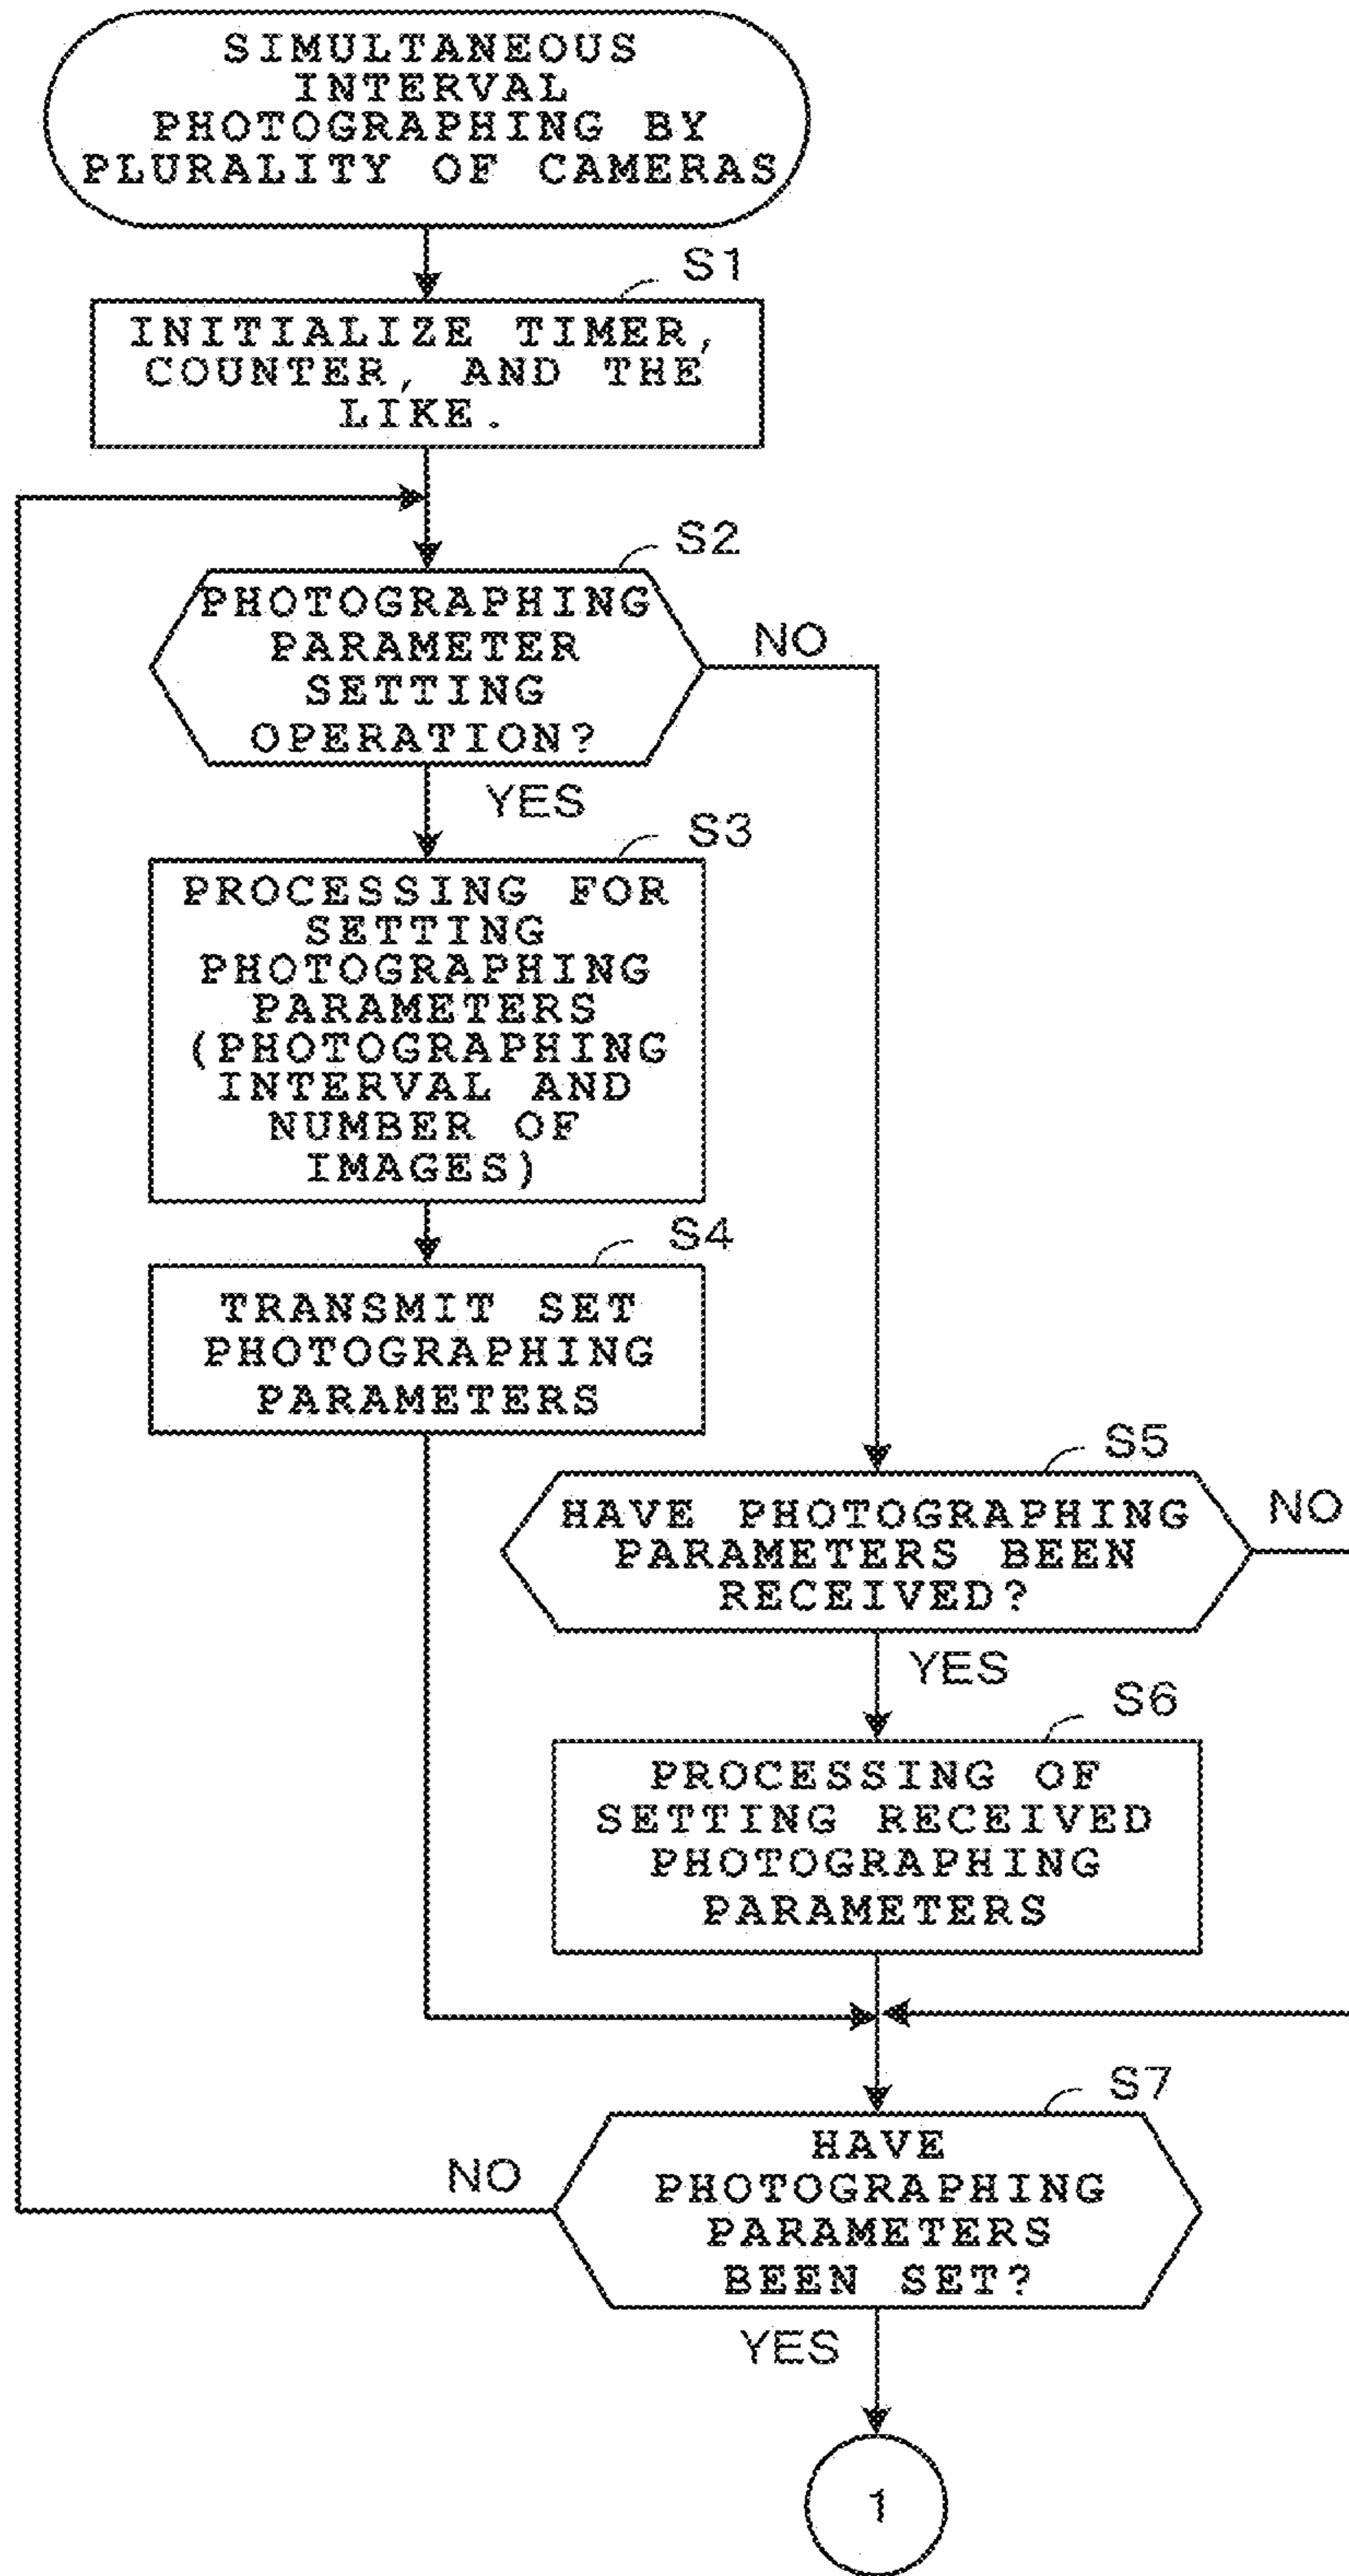 SIMULTANEOUS
INTERVAL
PHOTOGRAPHING BY
PLURALITY OF CAMERAS
S1
INITIALIZE TIMER,
COUNTER, AND THE
LIKE.
S2
PHOTOGRAPHING
PARAMETER
SETTING
OPERATION?
NO
YES
S3
PROCESSING FOR
SETTING
PHOTOGRAPHING
PARAMETERS
(PHOTOGRAPHING
INTERVAL AND
NUMBER OF
IMAGES)
S4
TRANSMIT SET
PHOTOGRAPHING
PARAMETERS
S5
HAVE PHOTOGRAPHING
PARAMETERS BEEN
RECEIVED?
NO
YES
S6
PROCESSING OF
SETTING RECEIVED
PHOTOGRAPHING
PARAMETERS
S7
HAVE
PHOTOGRAPHING
PARAMETERS
BEEN SET?
NO
YES
1